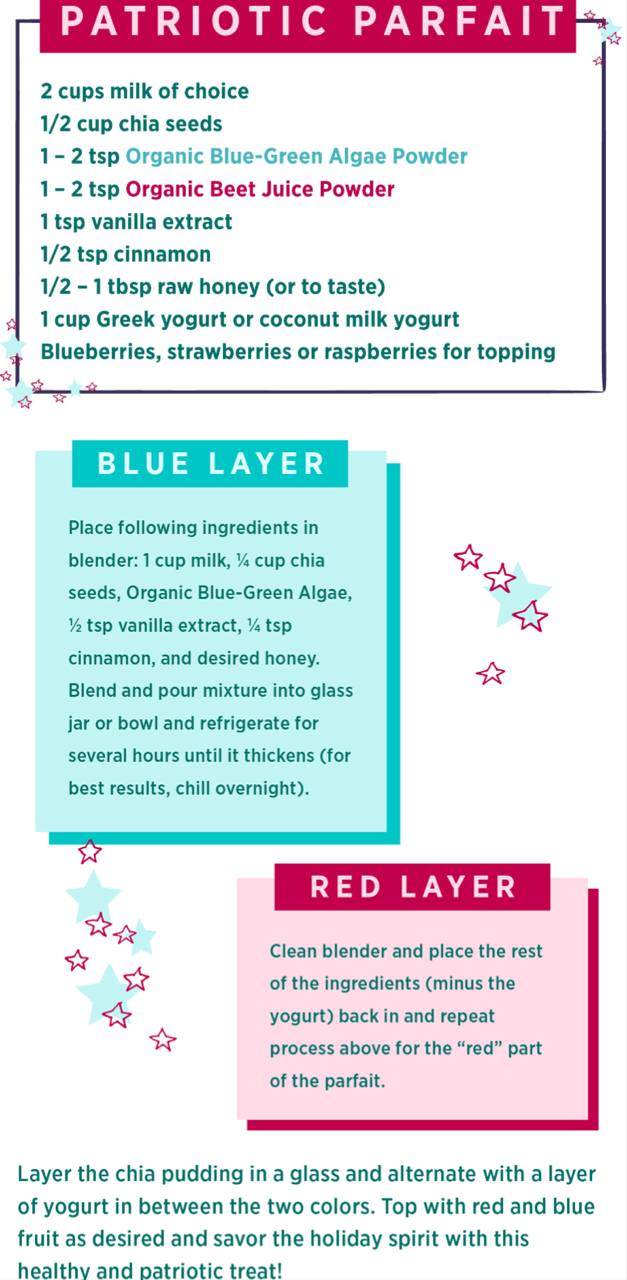 PATRIOTIC PARFAIT
2 cups milk of choice
1/2 cup chia seeds
1 – 2 tsp Organic Blue-Green Algae Powder
1 – 2 tsp Organic Beet Juice Powder
1 tsp vanilla extract
1/2 tsp cinnamon
1/2 – 1 tbsp raw honey (or to taste)
1 cup Greek yogurt or coconut milk yogurt
Blueberries, strawberries or raspberries for topping
BLUE LAYER
Place following ingredients in
blender: 1 cup milk, ¼ cup chia
seeds, Organic Blue-Green Algae,
½ tsp vanilla extract, ¼ tsp
cinnamon, and desired honey.
Blend and pour mixture into glass
jar or bowl and refrigerate for
several hours until it thickens (for
best results, chill overnight).
RED LAYER
Clean blender and place the rest
of the ingredients (minus the
yogurt) back in and repeat
process above for the “red” part
of the parfait.
Layer the chia pudding in a glass and alternate with a layer
of yogurt in between the two colors. Top with red and blue
fruit as desired and savor the holiday spirit with this
healthy and patriotic treat!